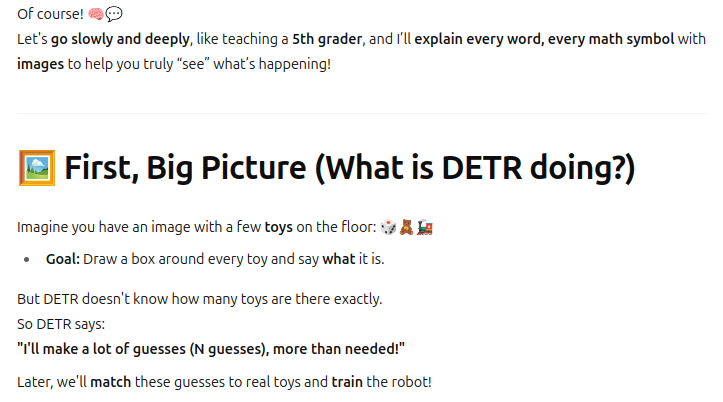 Of course! 🧠💬
Let's go slowly and deeply, like teaching a 5th grader, and I'll explain every word, every math symbol with
images to help you truly “see” what's happening!
🖼️ First, Big Picture (What is DETR doing?)
Imagine you have an image with a few toys on the floor: 🎲🧸🚂
• Goal: Draw a box around every toy and say what it is.
But DETR doesn't know how many toys are there exactly.
So DETR says:
"I'll make a lot of guesses (N guesses), more than needed!"
Later, we'll match these guesses to real toys and train the robot!